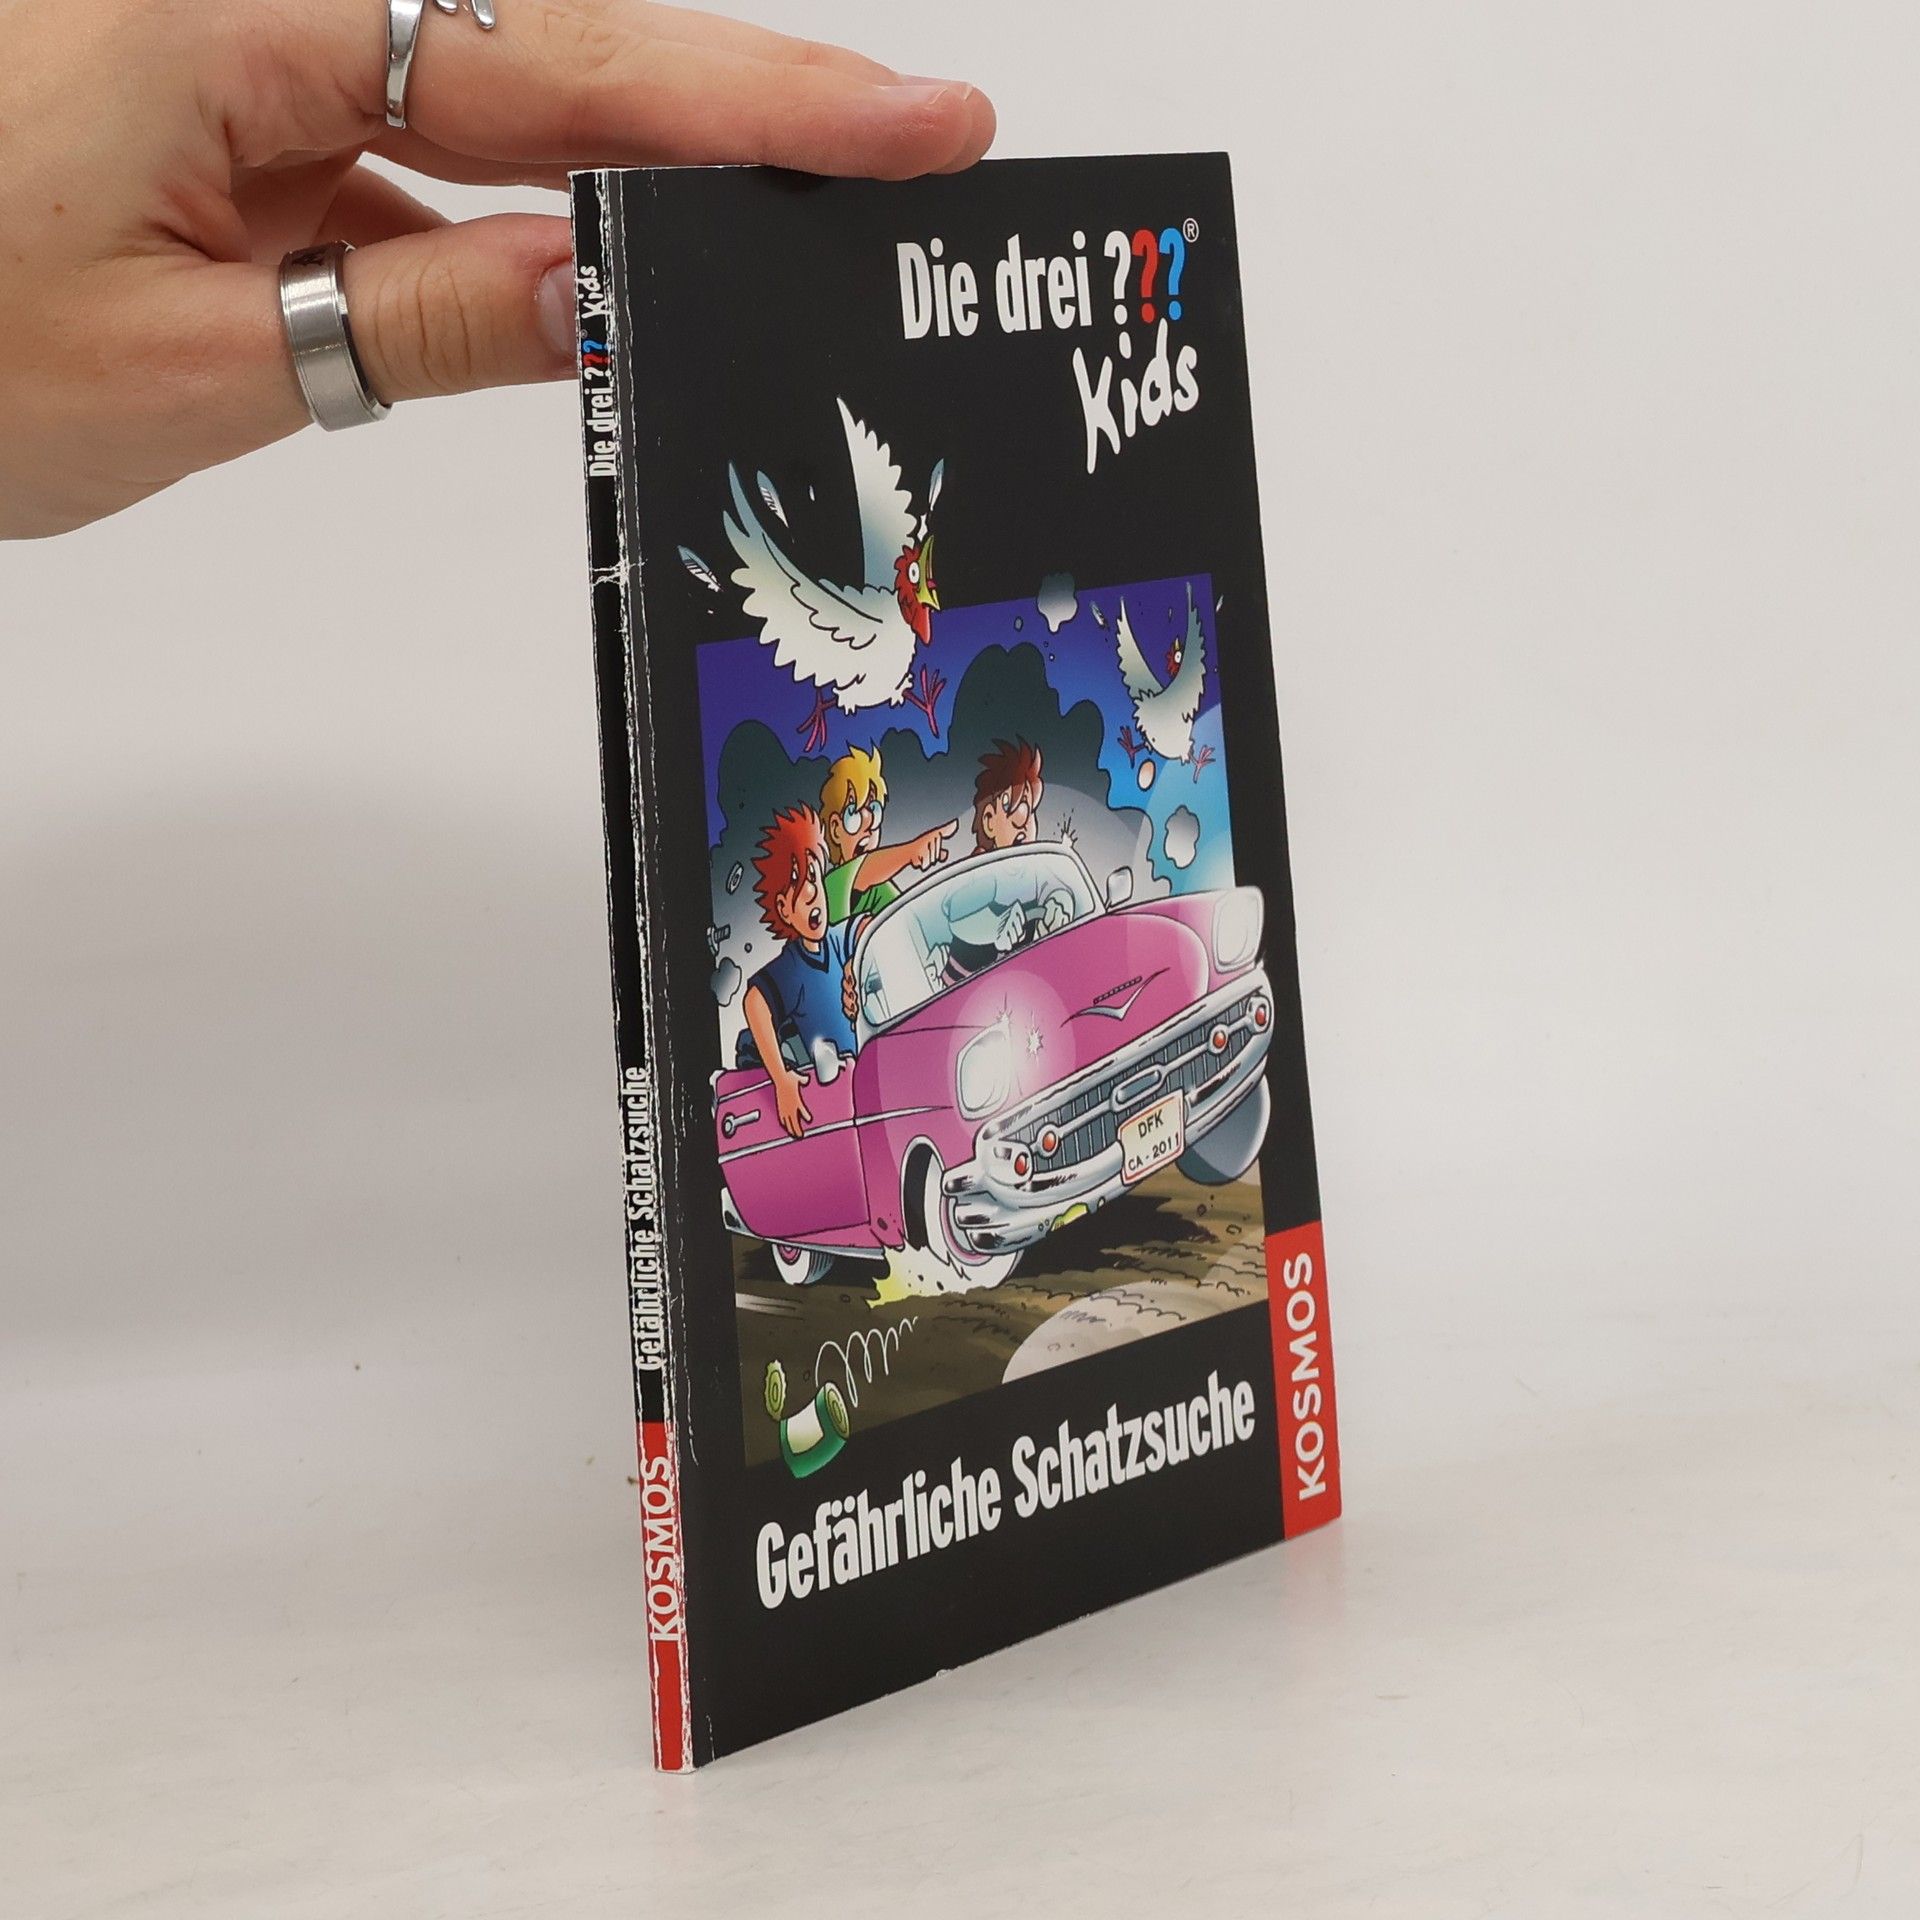 Die drei ???®
Kids
DFK
CA-2011
Gefährliche Schatzsuche
KOSMOS
Die drei ???® Kids
Gefährliche Schatzsuche
KOSMOS